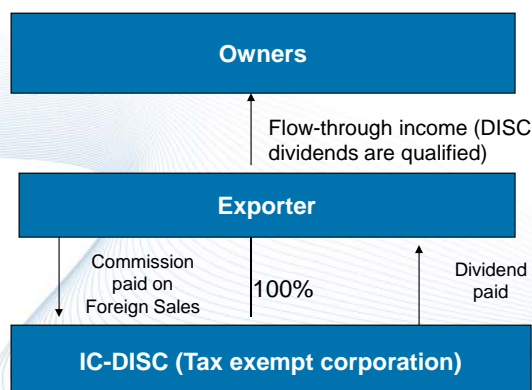 Owners
Flow-through income (DISC
dividends are qualified)
Exporter
Commission
paid on
Foreign Sales
100%
Dividend
paid
IC-DISC (Tax exempt corporation)